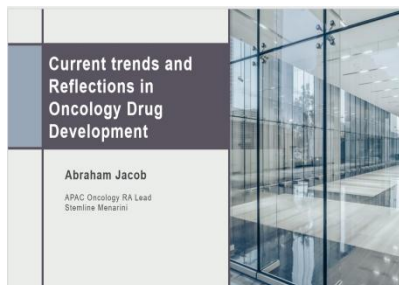 Current trends and
Reflections in
Oncology Drug
Development
Abraham Jacob
APAC Oncology RA Lead
Stemline Menarini